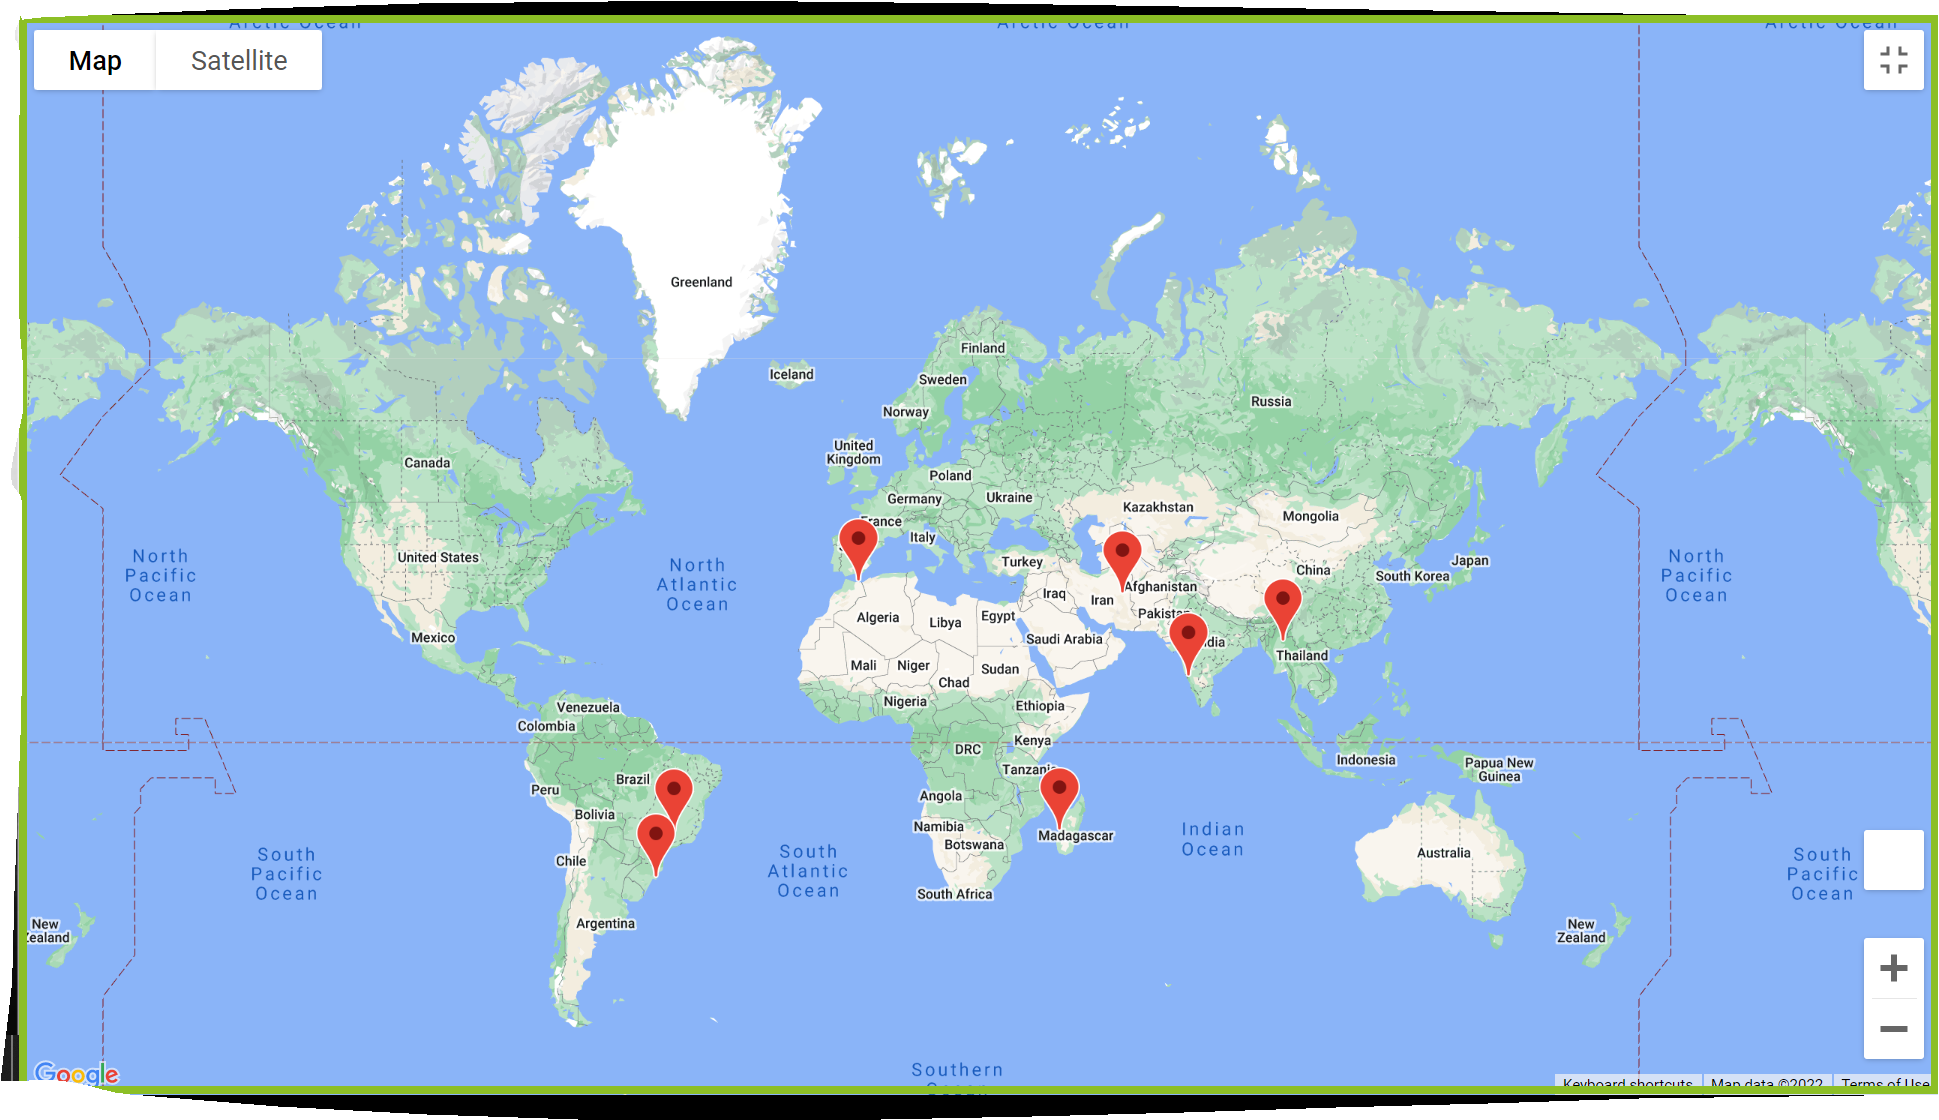 Arctic Ocean
Arctic Ocean
Arctic Ocean
Map
Satellite
Greenland
Finland
Iceland
Sweden
Norway
Russia
United
Kingdom
Canada
Poland
Germany
Ukraine
Kazakhstan
France
Mongolia
Italy
United States
Turkey
Japan
China
South Korea
North
Pacific
Ocean
North
Atlantic
Ocean
North
Pacific
Ocean
Afghanistan
Iraq
Iran
Algeria
Libya
Egypt
Pakistan
Mexico
Saudi Arabia
dia
Thailand
Mali
Niger
Sudan
Chad
Nigeria
Ethiopia
Venezuela
Colombia
Kenya
DRC
Indonesia
Papua New
Guinea
Tanzania
Brazil
Peru
Angola
Bolivia
Namibia
Madagascar
Botswana
Indian
Ocean
Australia
Chile
South
Pacific
Ocean
South
Atlantic
Ocean
South
Pacific
Ocean
South Africa
Argentina
New
Zealand
New
Zealand
Southern
Ocean
Google
Keyboard shortcuts
Map data ©2022
Terms of Use